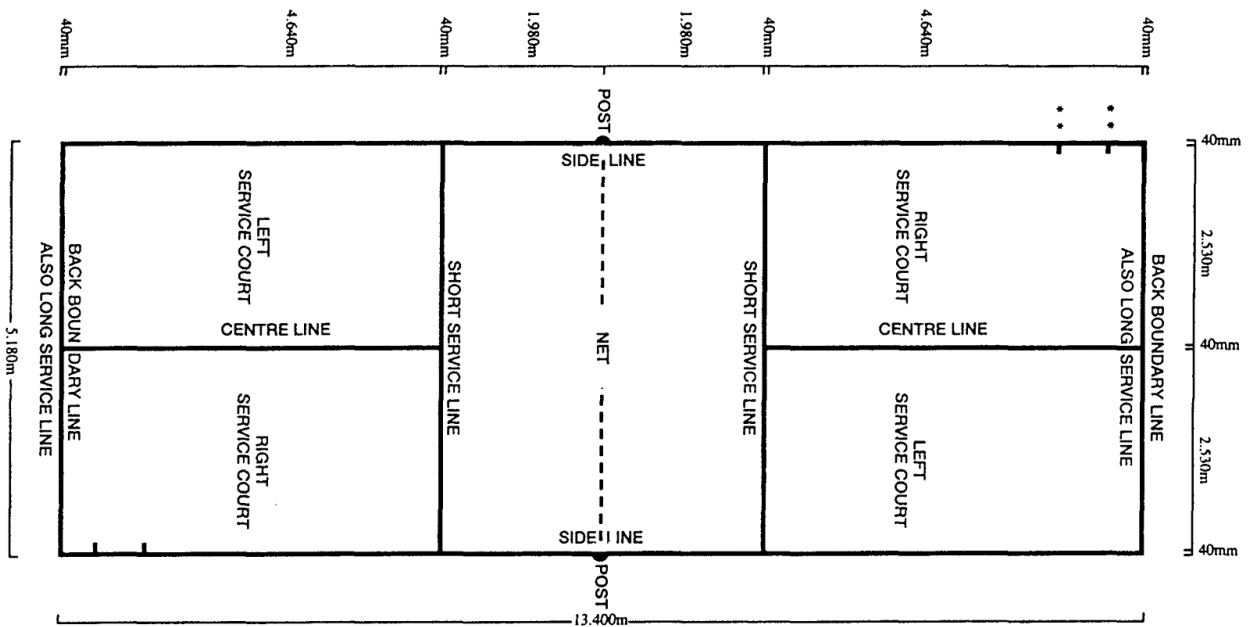 40mm
4.640m
40mm
1.980m
1.980m
40mm
4.640m
40mm
POST
* *
* *
40mm
SIDE LINE
LEFT
SERVICE COURT
RIGHT
SERVICE COURT
2.530m
BACK BOUNDARY LINE
ALSO LONG SERVICE LINE
SHORT SERVICE LINE
SHORT SERVICE LINE
BACK BOUNDARY LINE
ALSO LONG SERVICE LINE
CENTRE LINE
NET
CENTRE LINE
40mm
5.180m
RIGHT
SERVICE COURT
LEFT
SERVICE COURT
2.530m
SIDE LINE
40mm
POST
13.400m